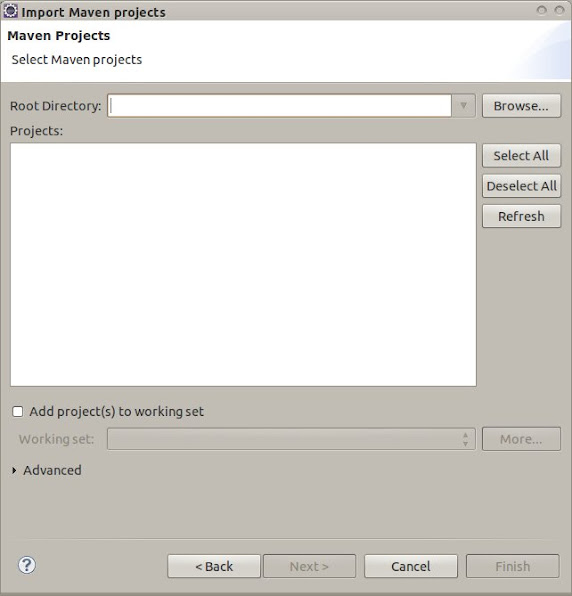 Import Maven projects
Maven Projects
Select Maven projects
Root Directory:
Browse...
Projects:
Select All
Deselect All
Refresh
Add project(s) to working set
Working set:
More...
Advanced
?
< Back
Next >
Cancel
Finish